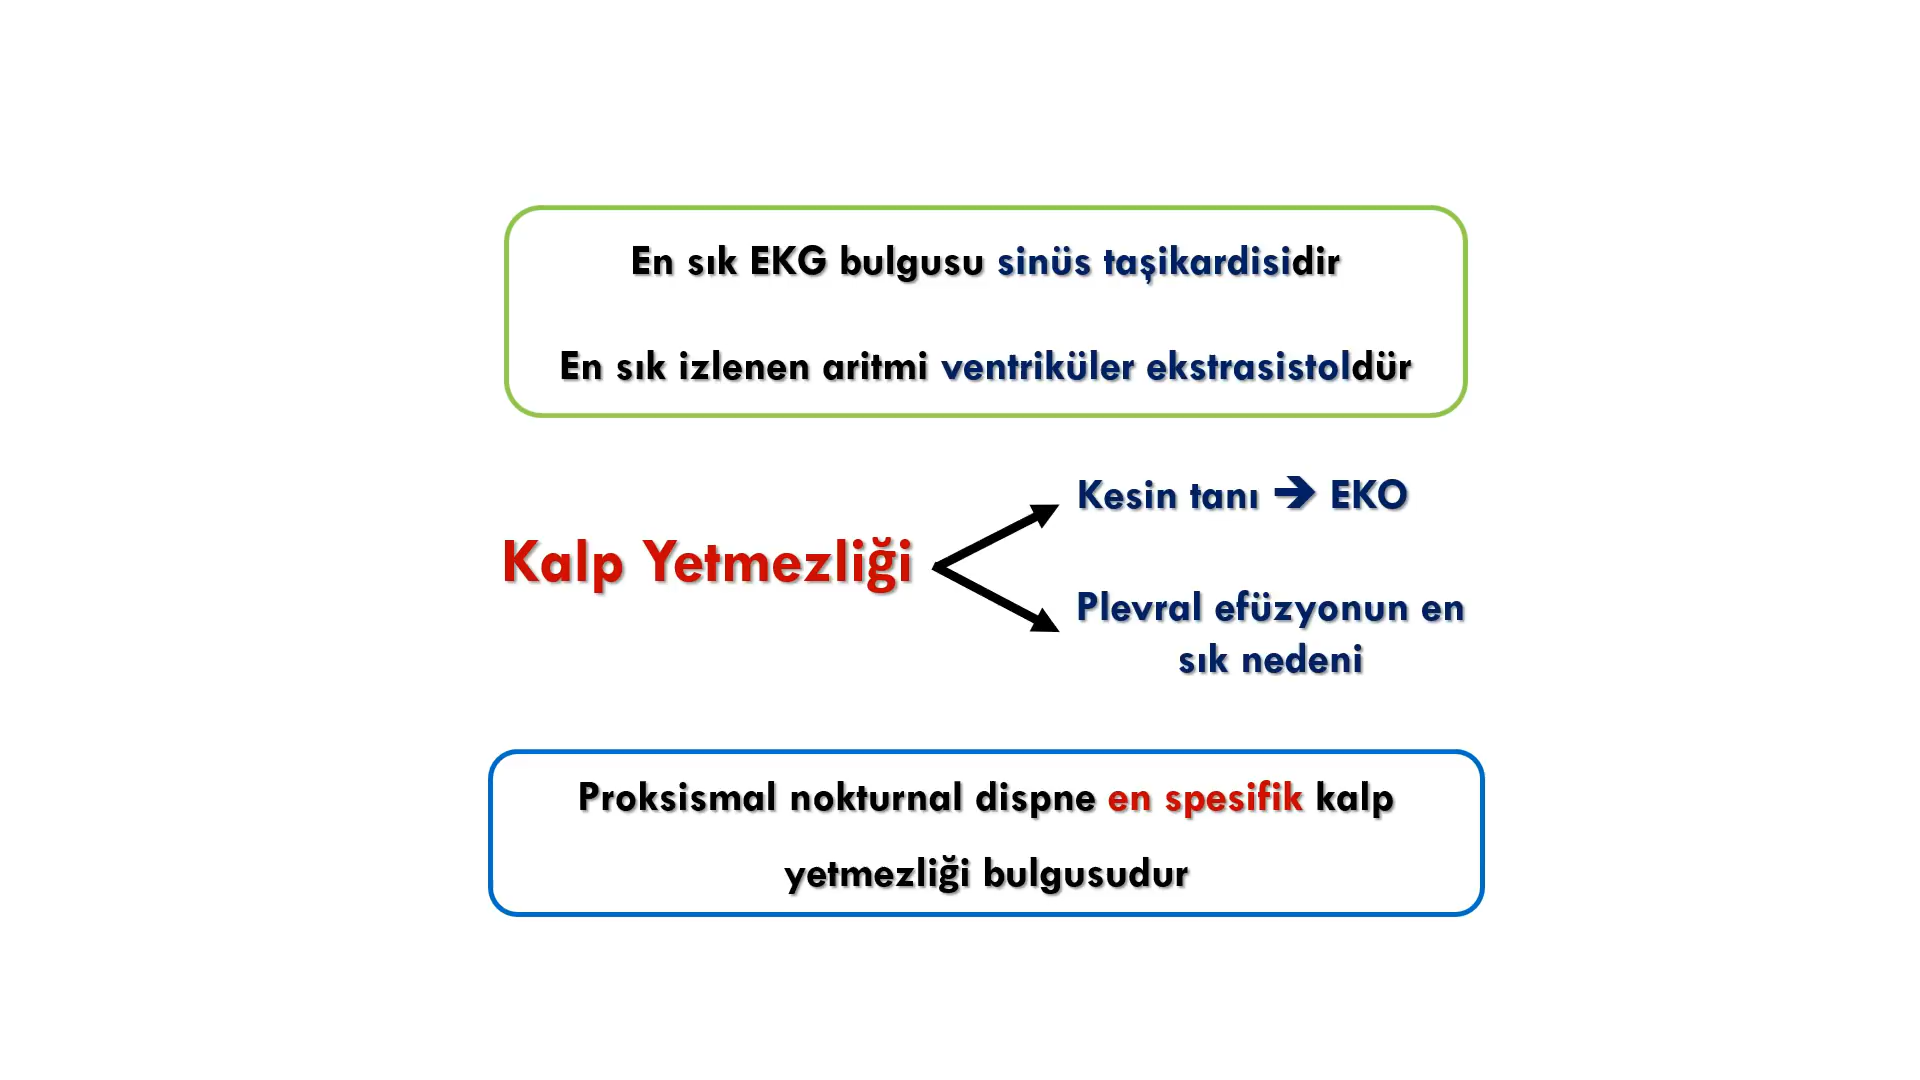 En sık EKG bulgusu sinüs taşikardisidir
En sık izlenen aritmi ventriküler ekstrasistoldür
Kesin tanı ➔ EKO
Kalp Yetmezliği
Plevral efüzyonun en
sık nedeni
Proksismal nokturnal dispne en spesifik kalp
yetmezliği bulgusudur